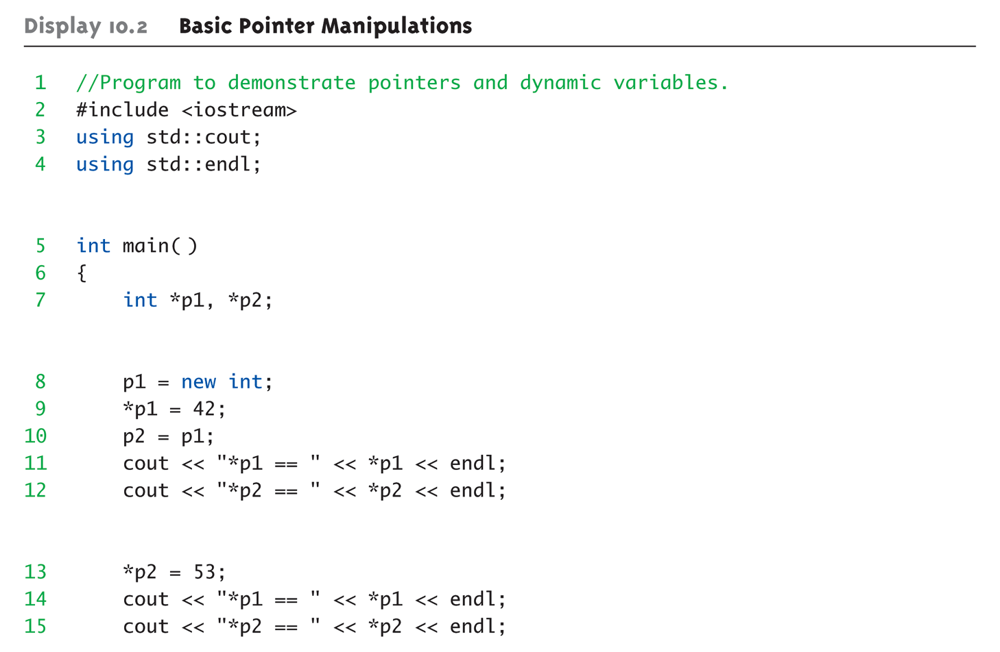 Display 10.2 Basic Pointer Manipulations
1 //Program to demonstrate pointers and dynamic variables.
2 #include <iostream>
3 using std::cout;
4 using std::endl;
5 int main( )
6 {
7 int *p1, *p2;
8 p1 = new int;
9 *p1 = 42;
10 p2 = p1;
11 cout << "*p1 == " << *p1 << endl;
12 cout << "*p2 == " << *p2 << endl;
13 *p2 = 53;
14 cout << "*p1 == " << *p1 << endl;
15 cout << "*p2 == " << *p2 << endl;